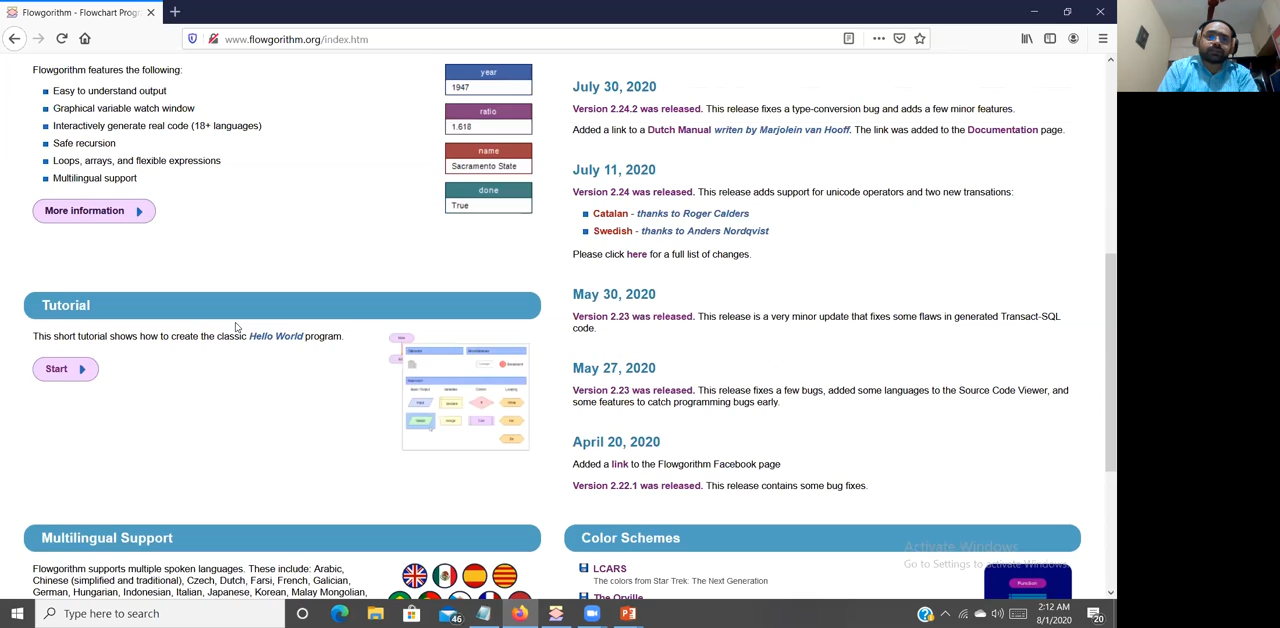 Flowgorithm - Flowchart Prog
www.flowgorithm.org/index.htm
Flowgorithm features the following:
Easy to understand output
Graphical variable watch window
Interactively generate real code (18+ languages)
Safe recursion
Loops, arrays, and flexible expressions
Multilingual support
More information
year
1947
ratio
1.618
name
Sacramento State
done
True
Tutorial
This short tutorial shows how to create the classic Hello World program.
Start
Multilingual Support
Flowgorithm supports multiple spoken languages. These include: Arabic,
Chinese (simplified and traditional), Czech, Dutch, Farsi, French, Galician,
German, Hungarian, Indonesian, Italian, Japanese, Korean, Malay Mongolian,
July 30, 2020
Version 2.24.2 was released. This release fixes a type-conversion bug and adds a few minor features.
Added a link to a Dutch Manual writen by Marjolein van Hooff. The link was added to the Documentation page.
July 11, 2020
Version 2.24 was released. This release adds support for unicode operators and two new transations:
Catalan - thanks to Roger Calders
Swedish - thanks to Anders Nordqvist
Please click here for a full list of changes.
May 30, 2020
Version 2.23 was released. This release is a very minor update that fixes some flaws in generated Transact-SQL
code.
May 27, 2020
Version 2.23 was released. This release fixes a few bugs, added some languages to the Source Code Viewer, and
some features to catch programming bugs early.
April 20, 2020
Added a link to the Flowgorithm Facebook page
Version 2.22.1 was released. This release contains some bug fixes.
Color Schemes
LCARS
The colors from Star Trek: The Next Generation
The Orville
Function
Activate Windows
Go to Settings to activate Windows.
Type here to search
46
2:12 AM
8/1/2020
20